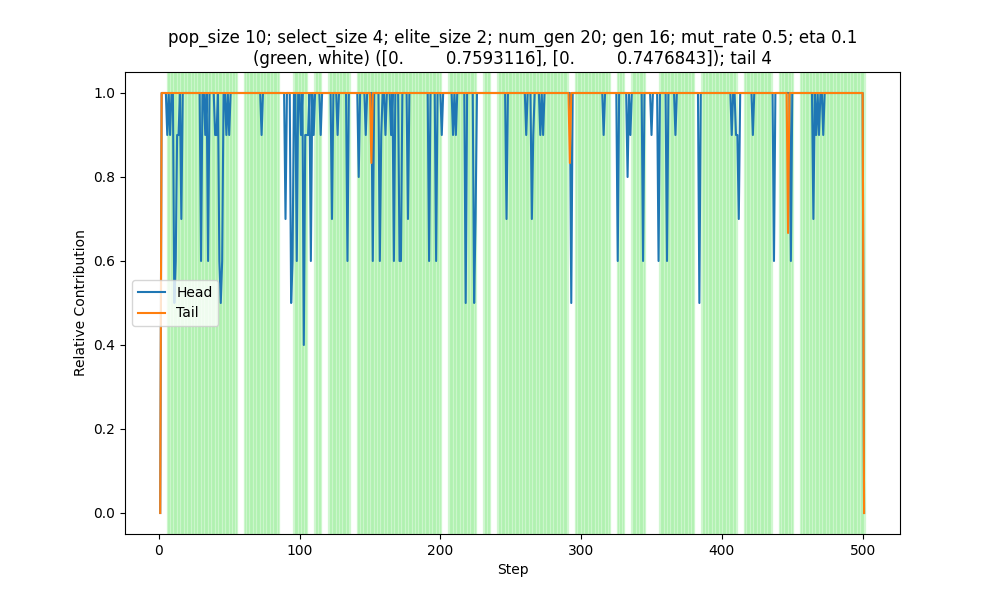 pop_size 10; select_size 4; elite_size 2; num_gen 20; gen 16; mut_rate 0.5; eta 0.1
(green, white) ([0.        0.7593116], [0.        0.7476843]); tail 4
1.0
0.8
0.6
0.4
0.2
0.0
Relative Contribution
Head
Tail
0 100 200 300 400 500
Step